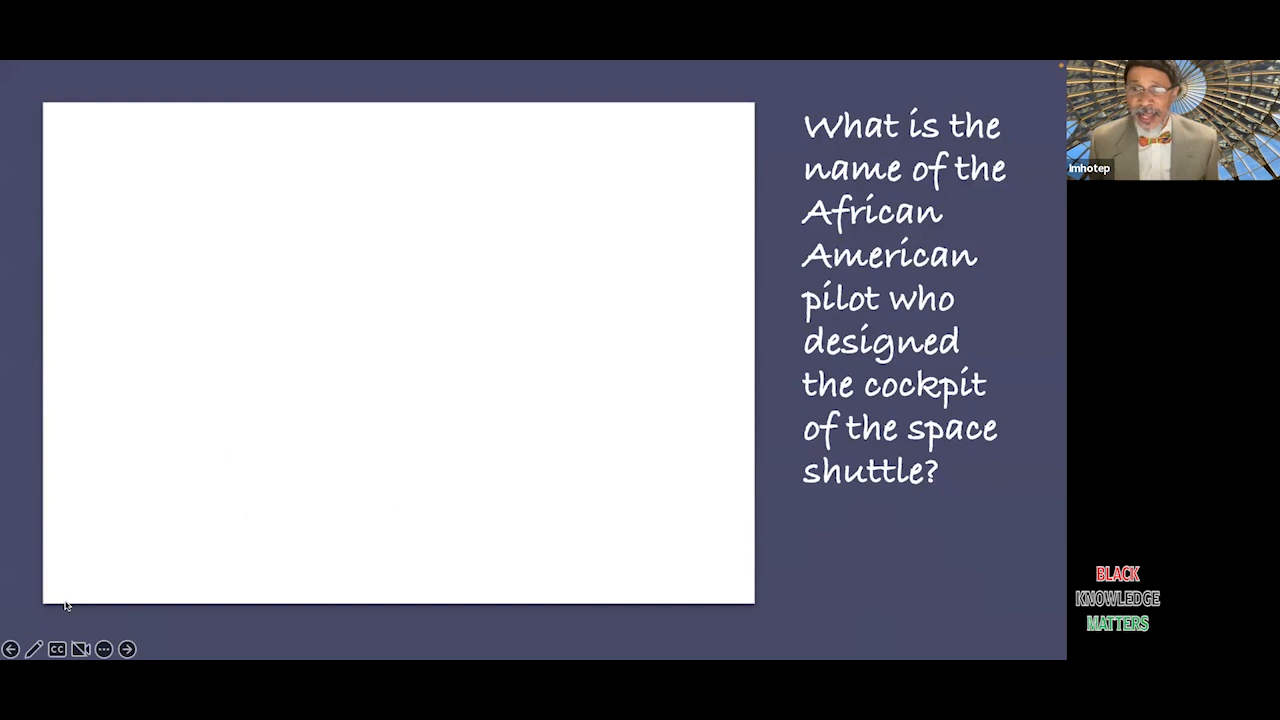 What is the
name of the
African
American
pilot who
designed
the cockpit
of the space
shuttle?
Imhotep
BLACK
KNOWLEDGE
MATTERS
CC